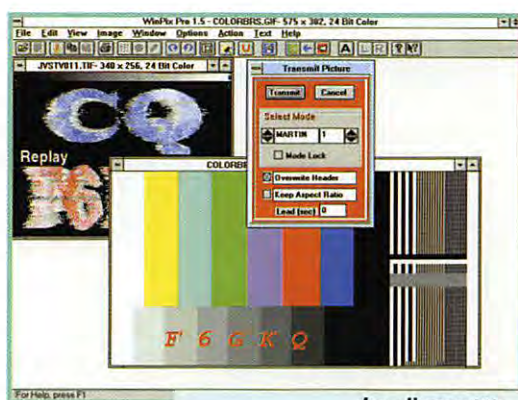 WinPix Pro 1.5 - COLORBRS.GIF- 575 x 302, 24 Bit Color
File Edit View Image Window Options Action Text Help
JVSTV011.TIF- 340 x 256, 24 Bit Color
CQ
Replay
Transmit Picture
Transmit Cancel
Select Mode
MARTIN 1
Mode Lock
Overwrite Header
Keep Aspect Ratio
Lead (sec) 0
F' 6 G K Q
For Help, press F1